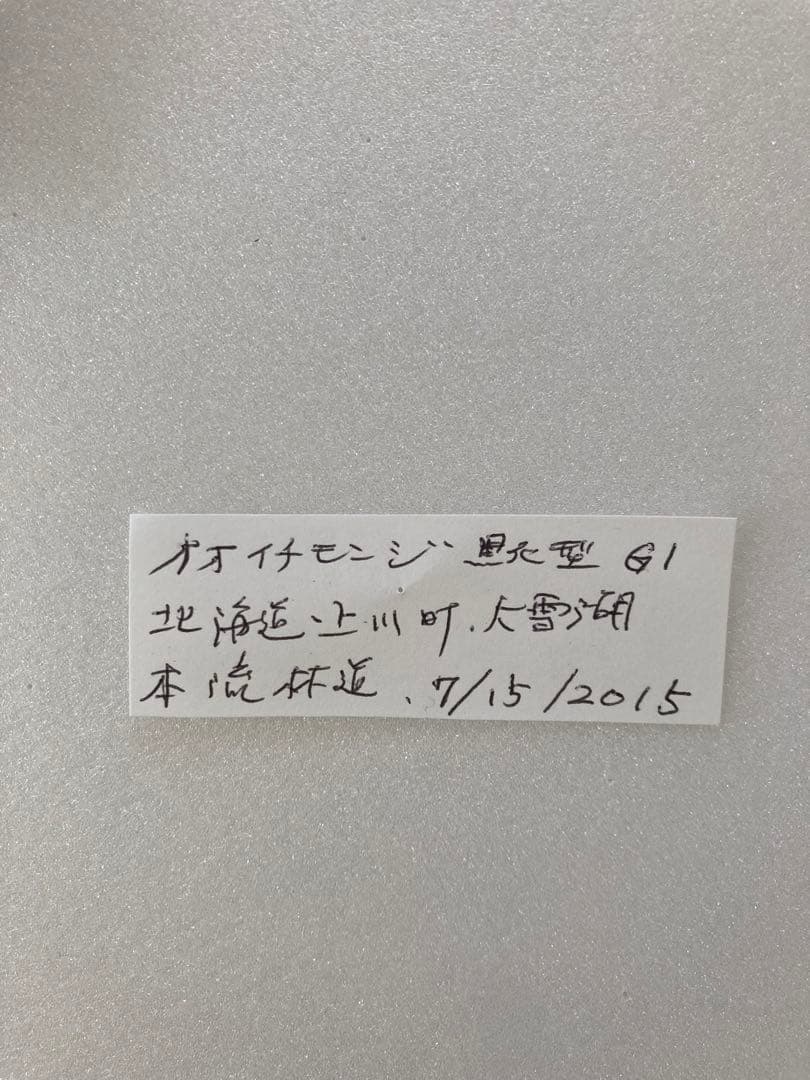 オオイチモンジ 黒化型 G1
北海道、上川町、大雪湖
本流林道、7/15/2015